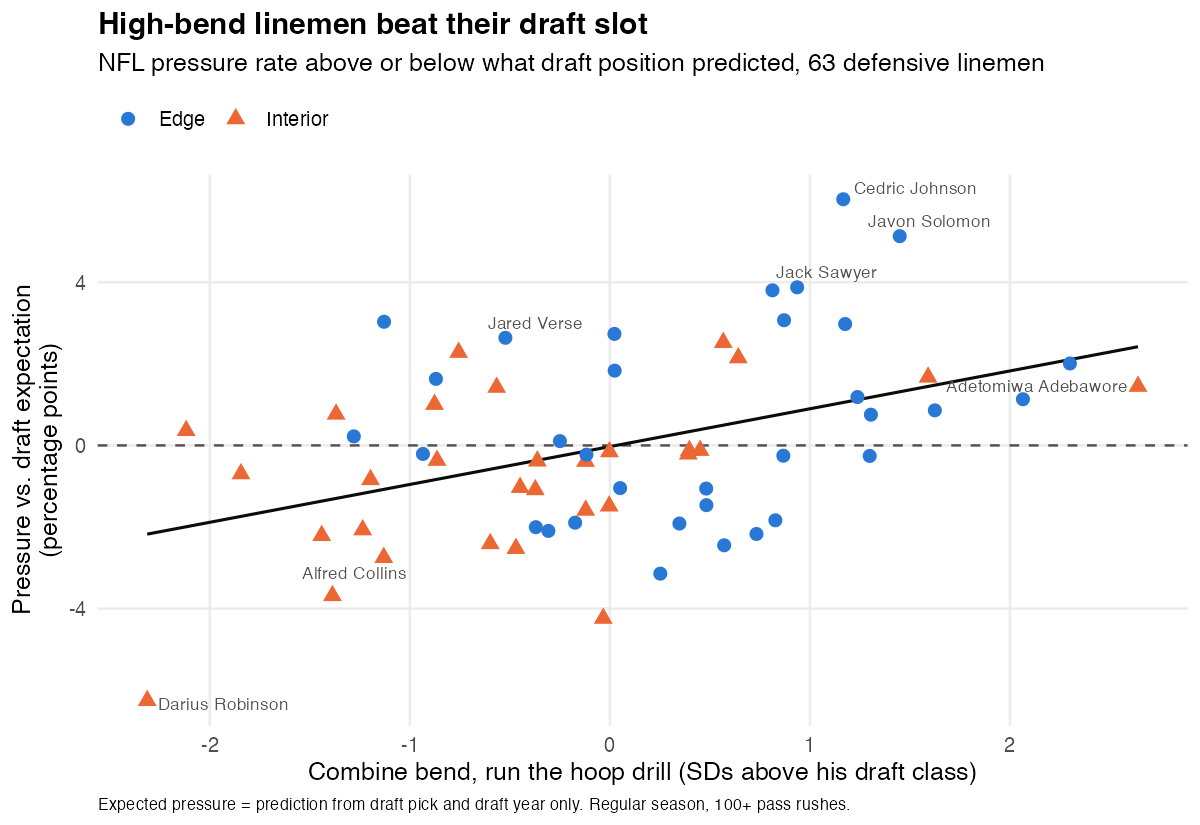 High-bend linemen beat their draft slot
NFL pressure rate above or below what draft position predicted, 63 defensive linemen
Edge
Interior
Cedric Johnson
Javon Solomon
Jack Sawyer
Jared Verse
Adetomiwa Adebawore
Alfred Collins
Darius Robinson
4
0
-4
Pressure vs. draft expectation
(percentage points)
-2
-1
0
1
2
Combine bend, run the hoop drill (SDs above his draft class)
Expected pressure = prediction from draft pick and draft year only. Regular season, 100+ pass rushes.